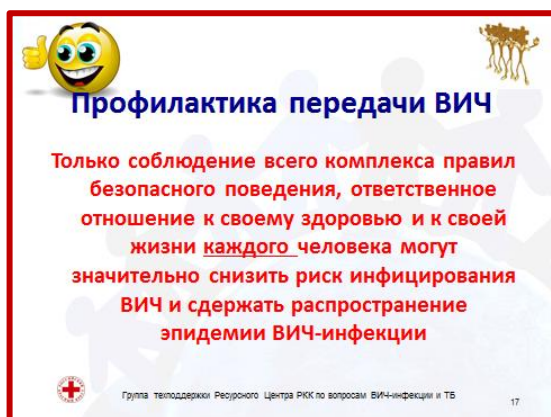 Профилактика передачи ВИЧ
Только соблюдение всего комплекса правил
безопасного поведения, ответственное
отношение к своему здоровью и к своей
жизни каждого человека могут
значительно снизить риск инфицирования
ВИЧ и сдержать распространение
эпидемии ВИЧ-инфекции
Группа техподдержки Ресурсного Центра РКК по вопросам ВИЧ-инфекции и ТБ
17